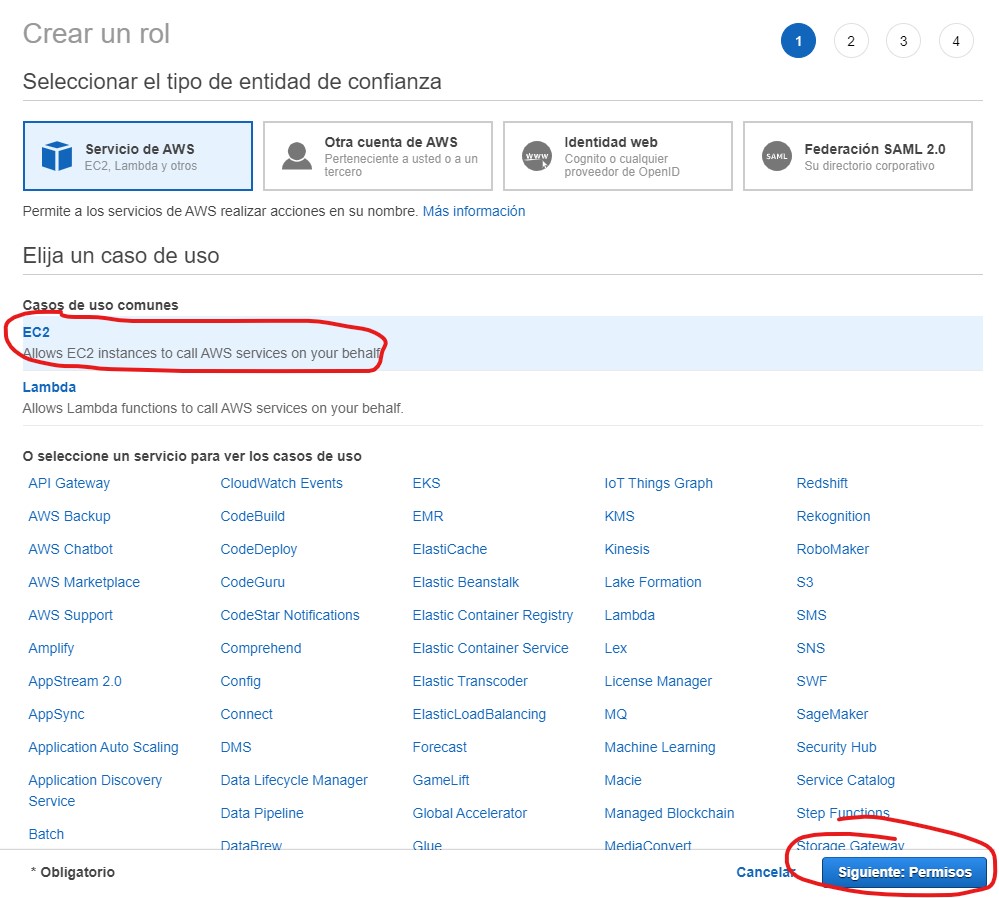 Crear un rol
1 2 3 4
Seleccionar el tipo de entidad de confianza
Servicio de AWS
EC2, Lambda y otros
Otra cuenta de AWS
Perteneciente a usted o a un
tercero
www
Identidad web
Cognito o cualquier
proveedor de OpenID
SAML
Federación SAML 2.0
Su directorio corporativo
Permite a los servicios de AWS realizar acciones en su nombre. Más información
Elija un caso de uso
Casos de uso comunes
EC2
Allows EC2 instances to call AWS services on your behalf.
Lambda
Allows Lambda functions to call AWS services on your behalf.
O seleccione un servicio para ver los casos de uso
API Gateway CloudWatch Events EKS IoT Things Graph Redshift
AWS Backup CodeBuild EMR KMS Rekognition
AWS Chatbot CodeDeploy ElastiCache Kinesis RoboMaker
AWS Marketplace CodeGuru Elastic Beanstalk Lake Formation S3
AWS Support CodeStar Notifications Elastic Container Registry Lambda SMS
Amplify Comprehend Elastic Container Service Lex SNS
AppStream 2.0 Config Elastic Transcoder License Manager SWF
AppSync Connect ElasticLoadBalancing MQ SageMaker
Application Auto Scaling DMS Forecast Machine Learning Security Hub
Application Discovery Data Lifecycle Manager GameLift Macie Service Catalog
Service
Data Pipeline Global Accelerator Managed Blockchain Step Functions
Batch
DataBrew Glue MediaConvert Storage Gateway
* Obligatorio
Cancelar
Siguiente: Permisos